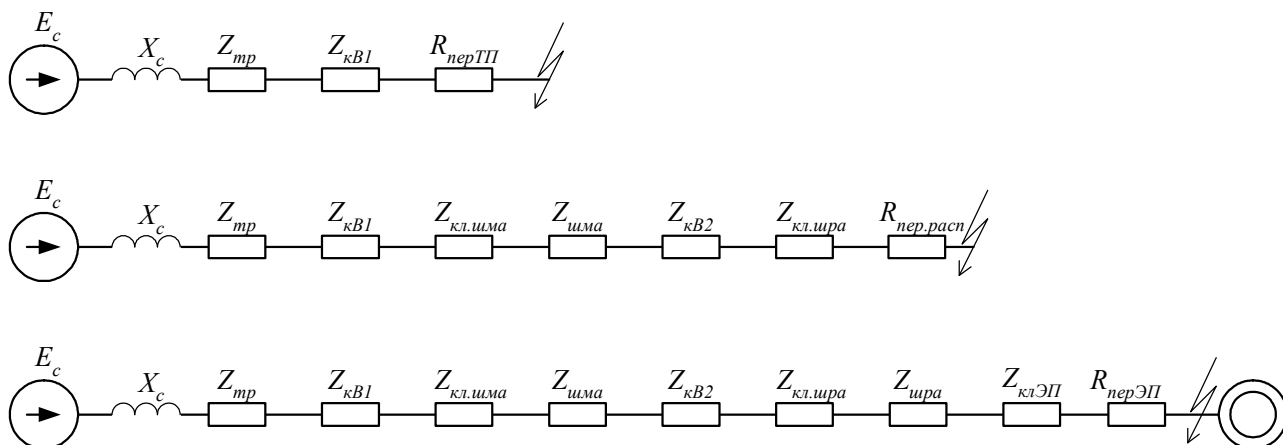 E_c X_c Z_тр Z_кВ1 R_перТП
E_c X_c Z_тр Z_кВ1 Z_кл.шма Z_шма Z_кВ2 Z_кл.шра R_пер.расп
E_c X_c Z_тр Z_кВ1 Z_кл.шма Z_шма Z_кВ2 Z_кл.шра Z_шра Z_клЭП R_перЭП